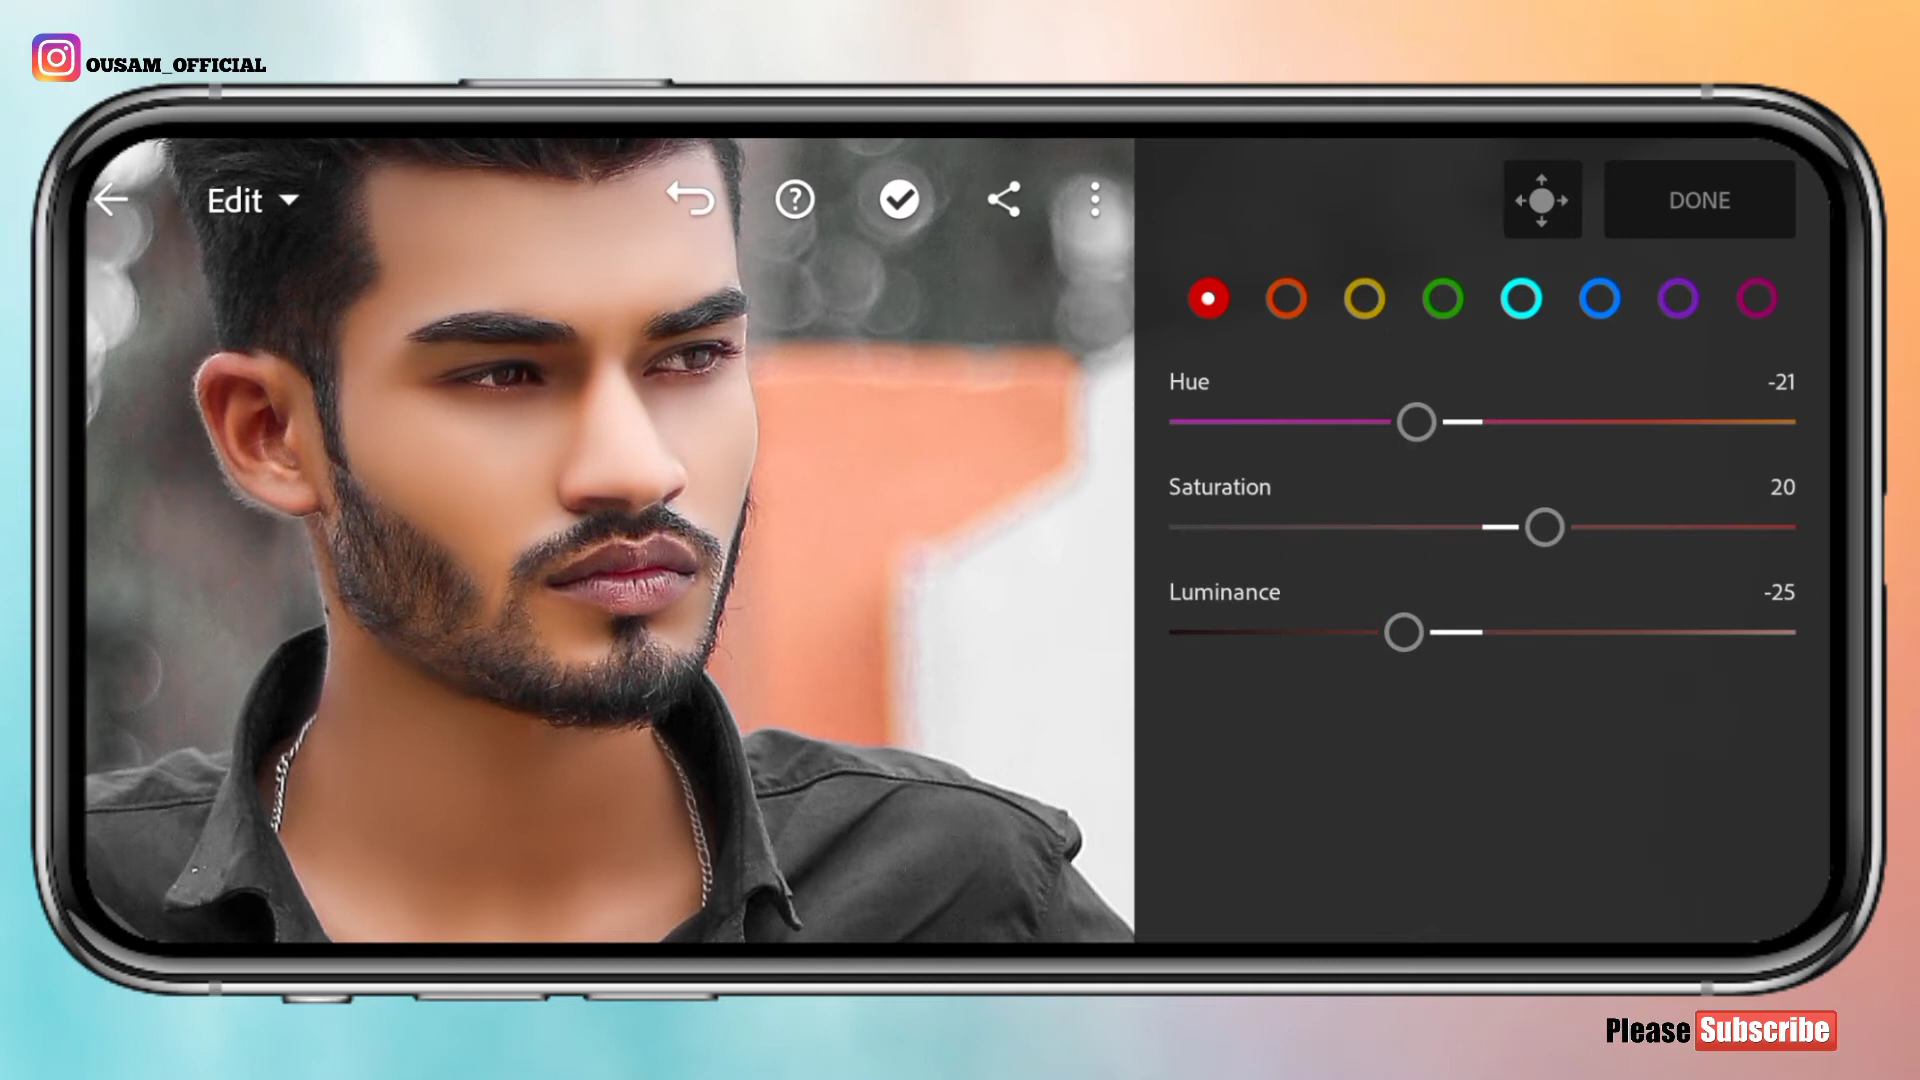 OUSAM_OFFICIAL
Edit
DONE
Hue -21
Saturation 20
Luminance -25
Please Subscribe